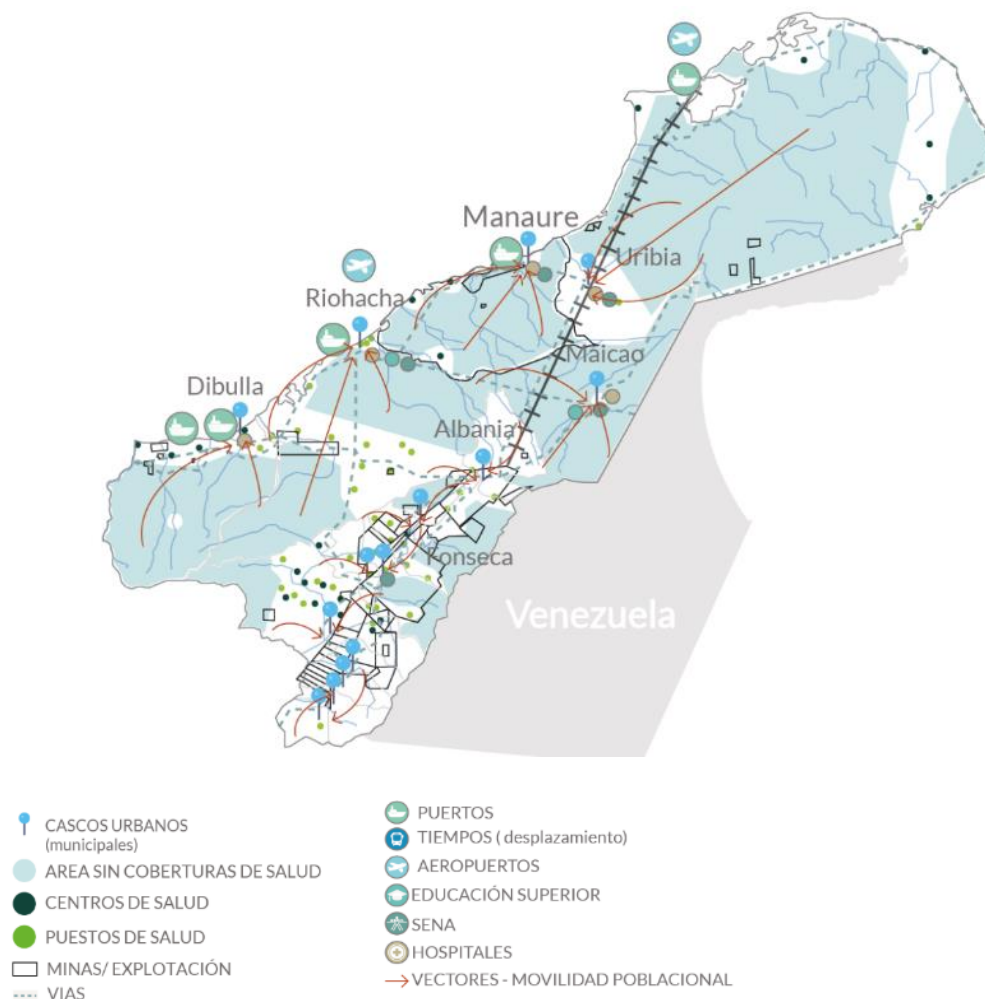 Manaure
Uribia
Riohacha
Maicao
Dibulla
Albania
Fonseca
Venezuela
CASCOS URBANOS
(municipales)
AREA SIN COBERTURAS DE SALUD
CENTROS DE SALUD
PUESTOS DE SALUD
MINAS/ EXPLOTACIÓN
VIAS
PUERTOS
TIEMPOS ( desplazamiento)
AEROPUERTOS
EDUCACIÓN SUPERIOR
SENA
HOSPITALES
VECTORES - MOVILIDAD POBLACIONAL